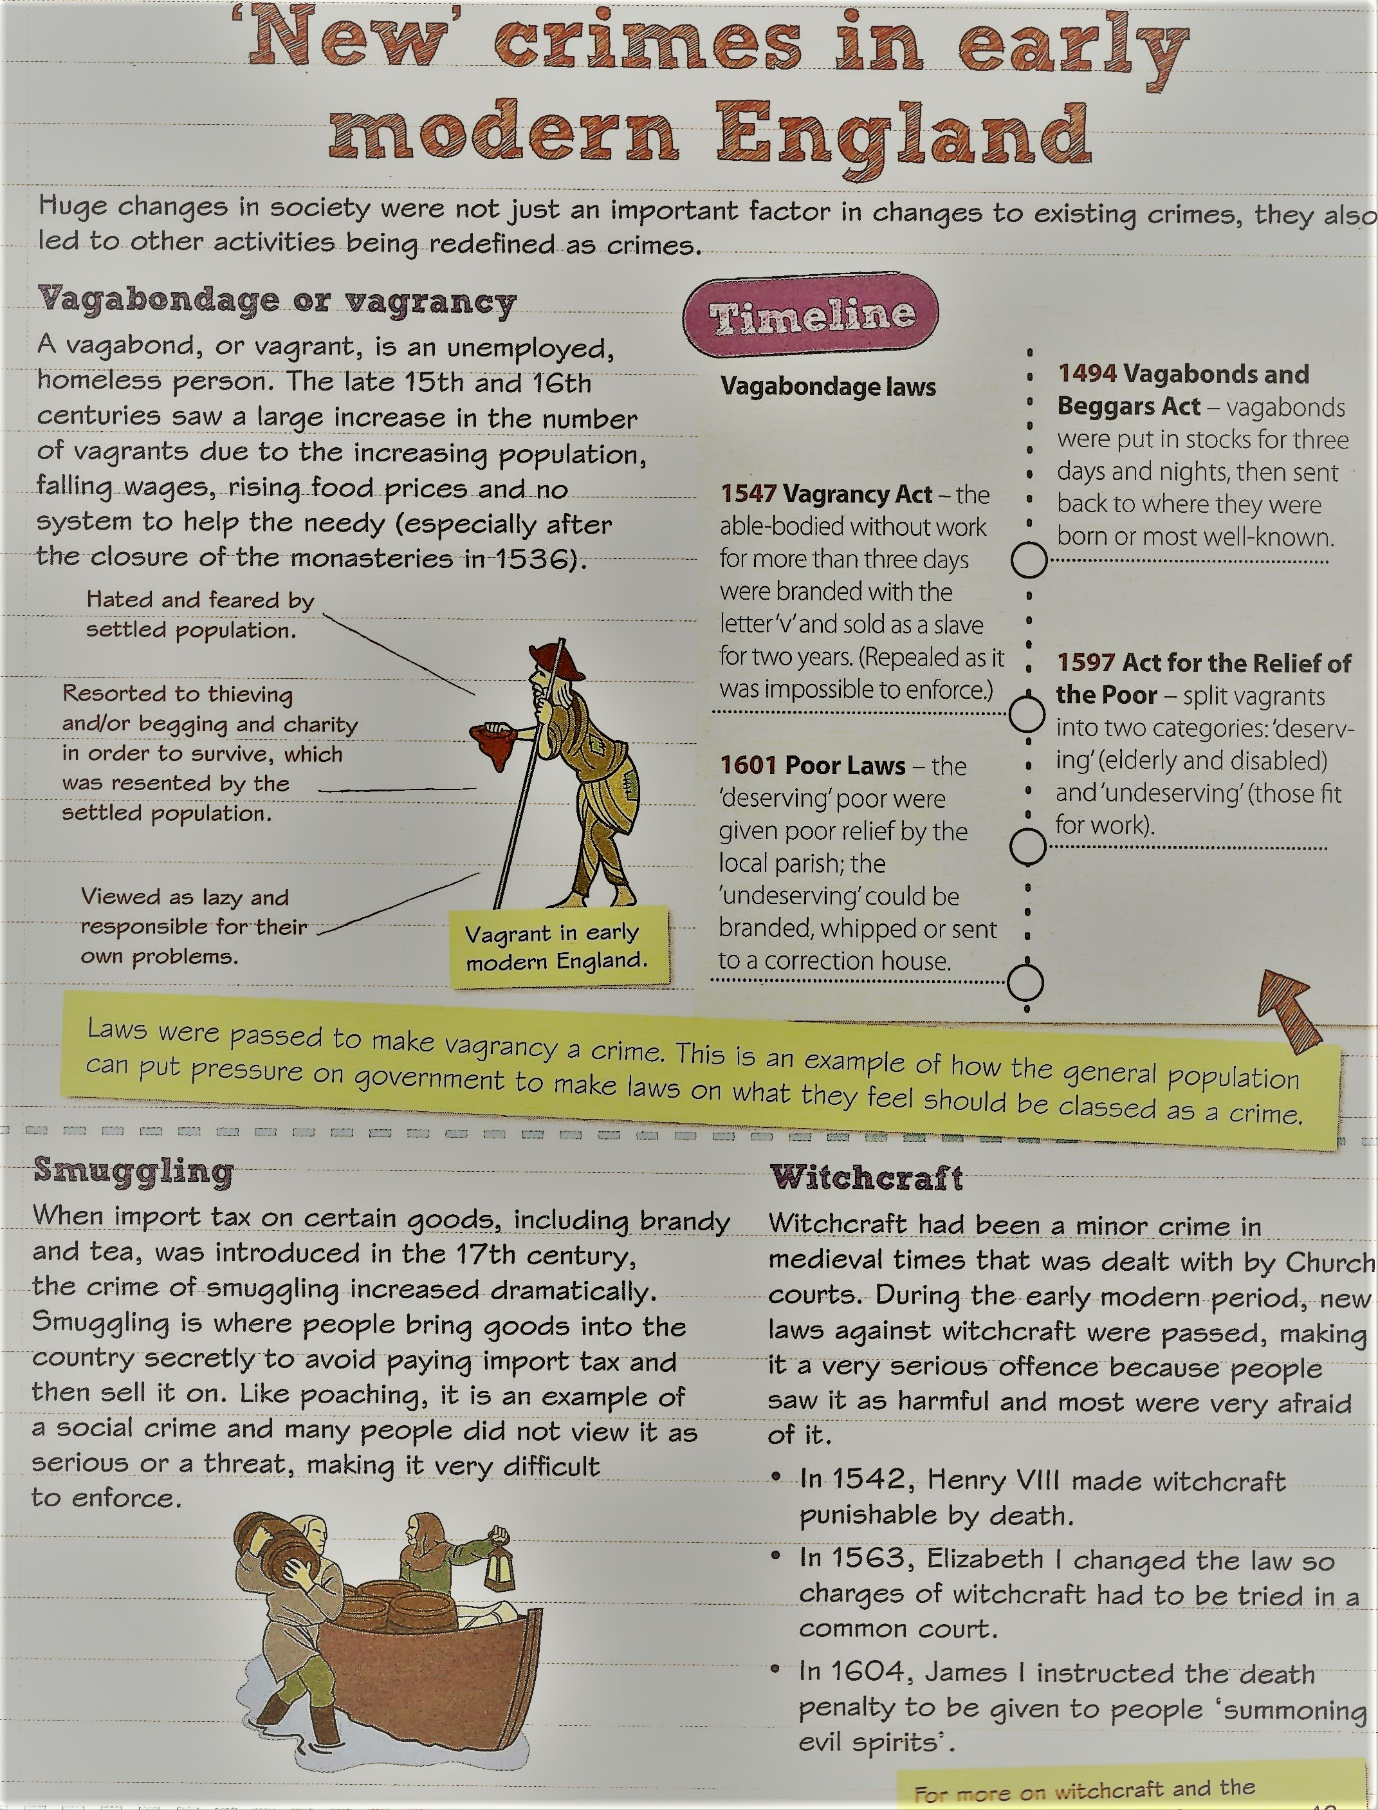 ‘New’ crimes in early
modern England
Huge changes in society were not just an important factor in changes to existing crimes, they also
led to other activities being redefined as crimes.
Vagabondage or vagrancy
A vagabond, or vagrant, is an unemployed,
homeless person. The late 15th and 16th
centuries saw a large increase in the number
of vagrants due to the increasing population,
falling wages, rising food prices and no
system to help the needy (especially after
the closure of the monasteries in 1536).
Hated and feared by
settled population.
Resorted to thieving
and/or begging and charity
in order to survive, which
was resented by the
settled population.
Viewed as lazy and
responsible for their
own problems.
Vagrant in early
modern England.
Timeline
Vagabondage laws
1494 Vagabonds and
Beggars Act – vagabonds
were put in stocks for three
days and nights, then sent
back to where they were
born or most well-known.
1547 Vagrancy Act – the
able-bodied without work
for more than three days
were branded with the
letter ‘v’ and sold as a slave
for two years. (Repealed as it
was impossible to enforce.)
1597 Act for the Relief of
the Poor – split vagrants
into two categories: ‘deserv-
ing’ (elderly and disabled)
and ‘undeserving’ (those fit
for work).
1601 Poor Laws – the
‘deserving’ poor were
given poor relief by the
local parish; the
‘undeserving’ could be
branded, whipped or sent
to a correction house.
Laws were passed to make vagrancy a crime. This is an example of how the general population
can put pressure on government to make laws on what they feel should be classed as a crime.
Smuggling
When import tax on certain goods, including brandy
and tea, was introduced in the 17th century,
the crime of smuggling increased dramatically.
Smuggling is where people bring goods into the
country secretly to avoid paying import tax and
then sell it on. Like poaching, it is an example of
a social crime and many people did not view it as
serious or a threat, making it very difficult
to enforce.
Witchcraft
Witchcraft had been a minor crime in
medieval times that was dealt with by Church
courts. During the early modern period, new
laws against witchcraft were passed, making
it a very serious offence because people
saw it as harmful and most were very afraid
of it.
• In 1542, Henry VIII made witchcraft
punishable by death.
• In 1563, Elizabeth I changed the law so
charges of witchcraft had to be tried in a
common court.
• In 1604, James I instructed the death
penalty to be given to people ‘summoning
evil spirits’.
For more on witchcraft and the